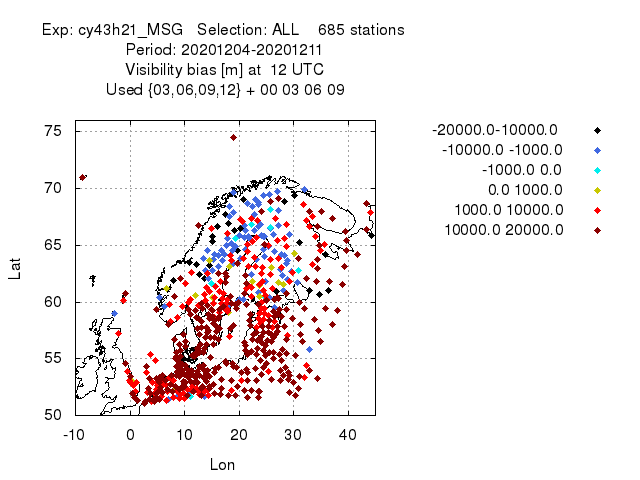 Exp: cy43h21_MSG   Selection: ALL    685 stations
Period: 20201204-20201211
Visibility bias [m] at  12 UTC
Used {03,06,09,12} + 00 03 06 09
-20000.0-10000.0
-10000.0 -1000.0
-1000.0 0.0
0.0 1000.0
1000.0 10000.0
10000.0 20000.0
75
70
65
60
55
50
Lat
-10 0 10 20 30 40
Lon